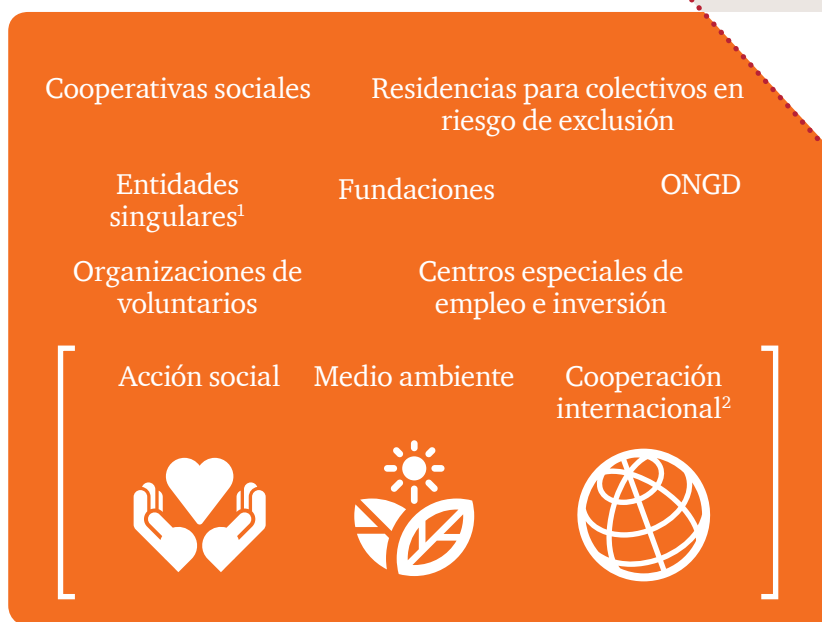 Cooperativas sociales
Residencias para colectivos en
riesgo de exclusión
Entidades
singulares¹
Fundaciones
ONGD
Organizaciones de
voluntarios
Centros especiales de
empleo e inversión
Acción social
Medio ambiente
Cooperación
internacional²